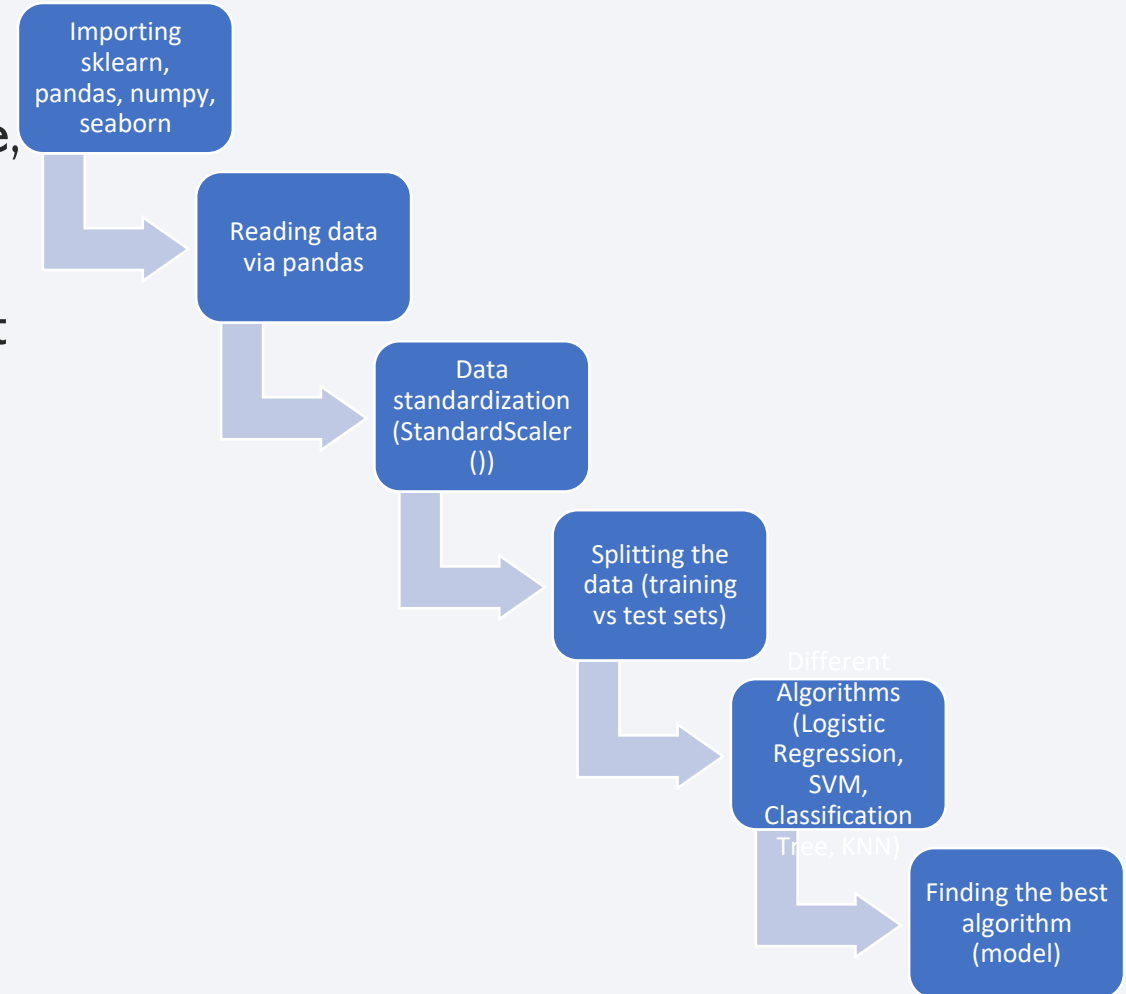 Importing
sklearn,
pandas, numpy,
seaborn
e,
Reading data
via pandas
t
Data
standardization
(StandardScaler
())
Splitting the
data (training
vs test sets)
Different
Algorithms
(Logistic
Regression,
SVM,
Classification
Tree, KNN)
Finding the best
algorithm
(model)